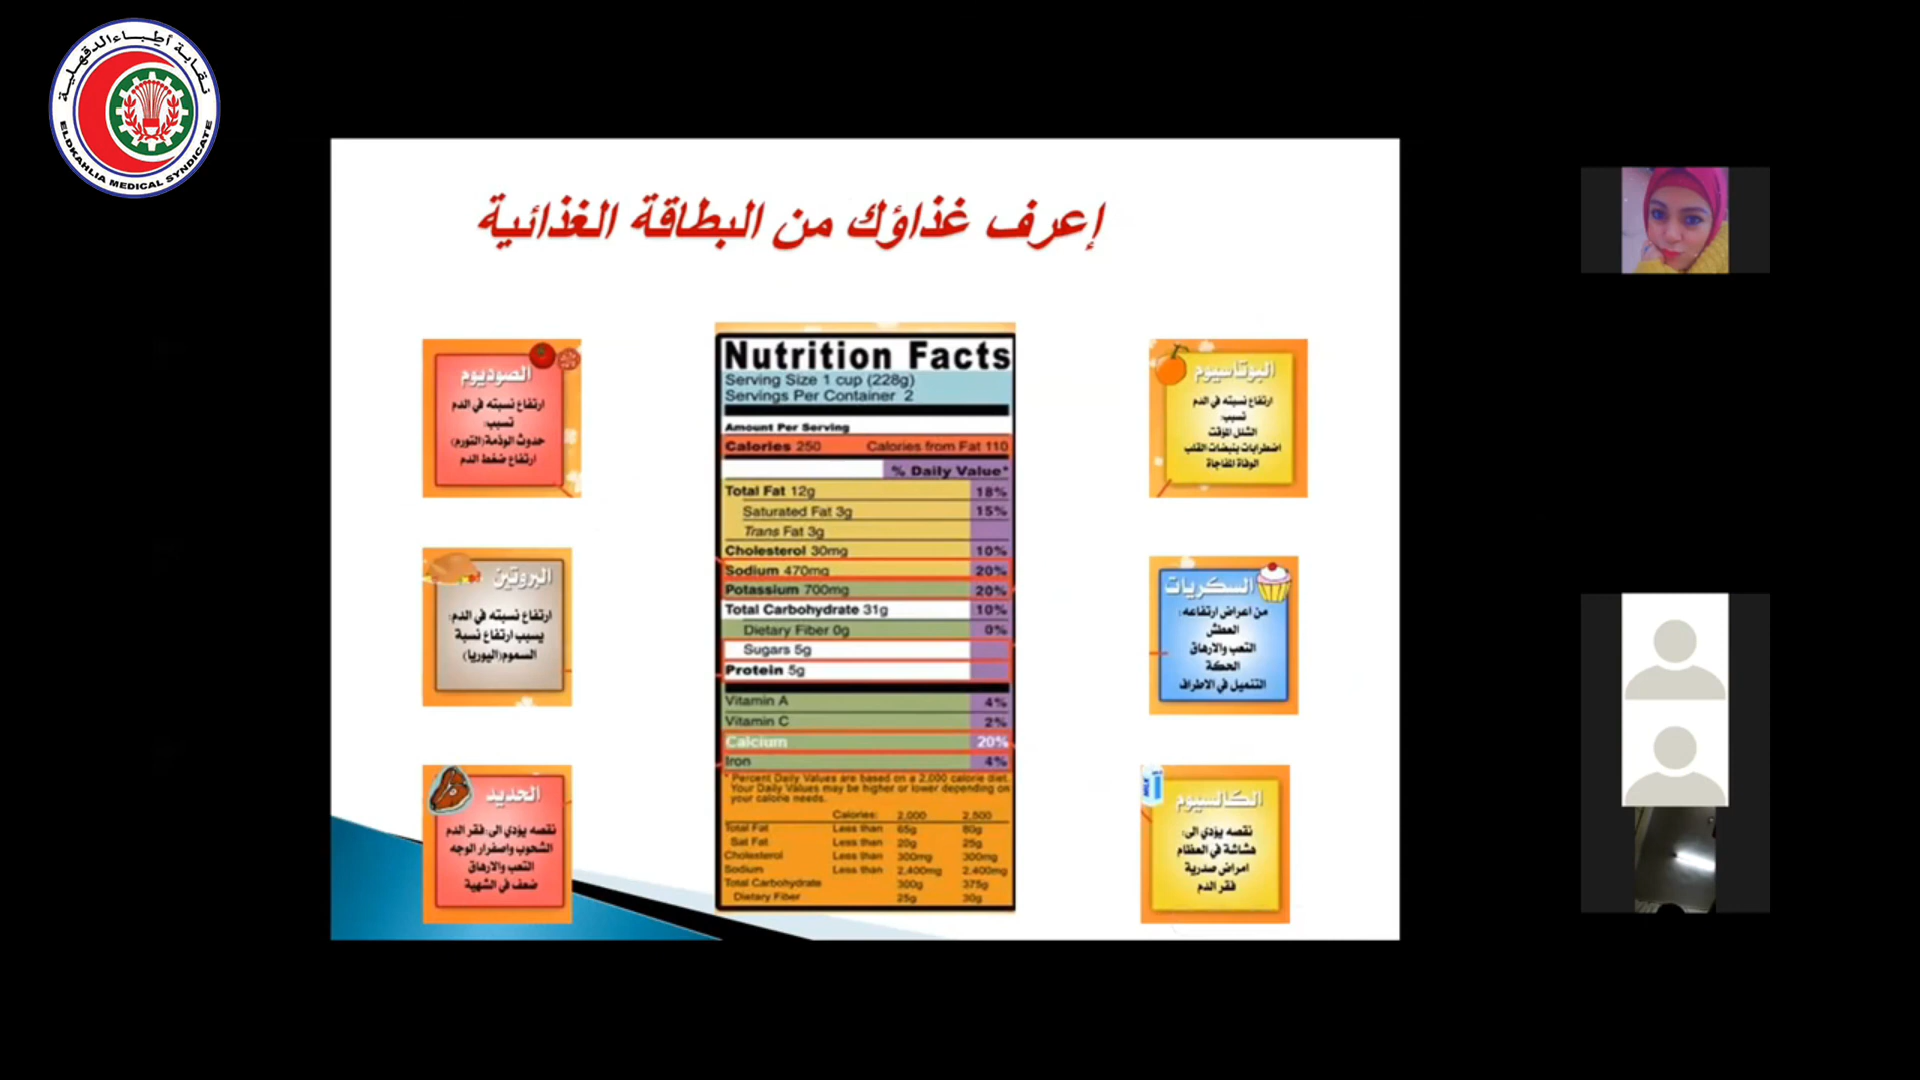 نقابة أطباء الدقهلية
ELDKAHLIA MEDICAL SYNDICATE
إعرف غذاؤك من البطاقة الغذائية
الصوديوم
ارتفاع نسبته في الدم
تسبب:
حدوث الوذمة(التورم)
ارتفاع ضغط الدم
البروتين
ارتفاع نسبته في الدم:
يسبب ارتفاع نسبة
السموم(اليوريا)
الحديد
نقصه يؤدي الى:فقر الدم
الشحوب واصفرار الوجه
التعب والارهاق
ضعف في الشهية
Nutrition Facts
Serving Size 1 cup (228g)
Servings Per Container 2
Amount Per Serving
Calories 250 Calories from Fat 110
% Daily Value*
Total Fat 12g 18%
Saturated Fat 3g 15%
Trans Fat 3g
Cholesterol 30mg 10%
Sodium 470mg 20%
Potassium 700mg 20%
Total Carbohydrate 31g 10%
Dietary Fiber 0g 0%
Sugars 5g
Protein 5g
Vitamin A 4%
Vitamin C 2%
Calcium 20%
Iron 4%
* Percent Daily Values are based on a 2,000 calorie diet.
Your Daily Values may be higher or lower depending on
your calorie needs.
Calories: 2,000 2,500
Total Fat Less than 65g 80g
Sat Fat Less than 20g 25g
Cholesterol Less than 300mg 300mg
Sodium Less than 2,400mg 2,400mg
Total Carbohydrate 300g 375g
Dietary Fiber 25g 30g
البوتاسيوم
ارتفاع نسبته في الدم
تسبب:
الشلل المؤقت
اضطرابات بنبضات القلب
الوفاة المفاجاة
السكريات
من اعراض ارتفاعه:
العطش
التعب والارهاق
الحكة
التنميل في الاطراف
الكالسيوم
نقصه يؤدي الى:
هشاشة في العظام
امراض صدرية
فقر الدم